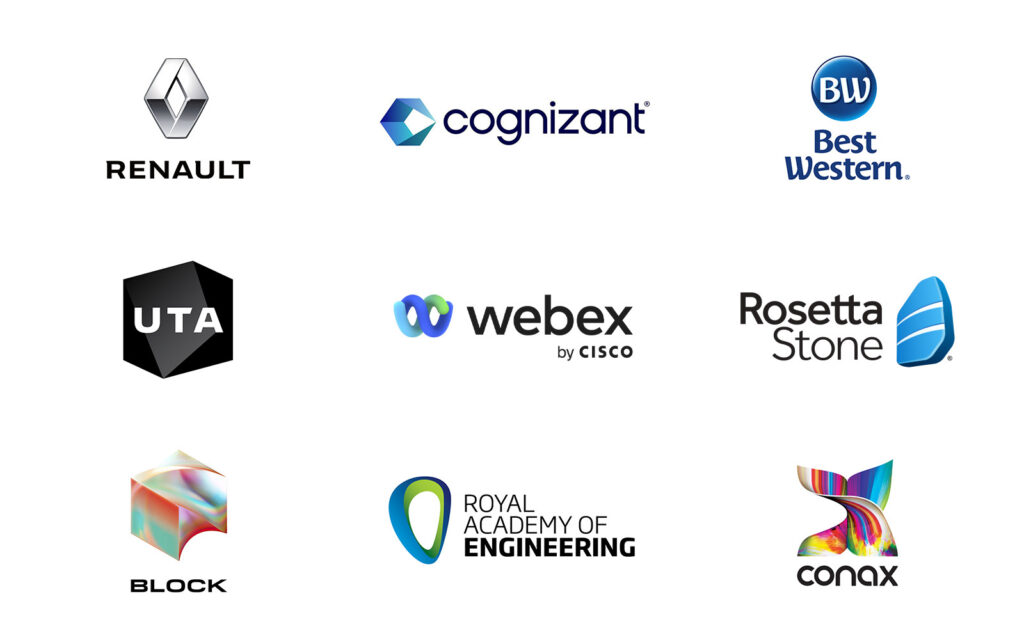 RENAULT
cognizant®
BW
Best
Western®
UTA
webex
by CISCO
Rosetta
Stone®
BLOCK
ROYAL
ACADEMY OF
ENGINEERING
conax